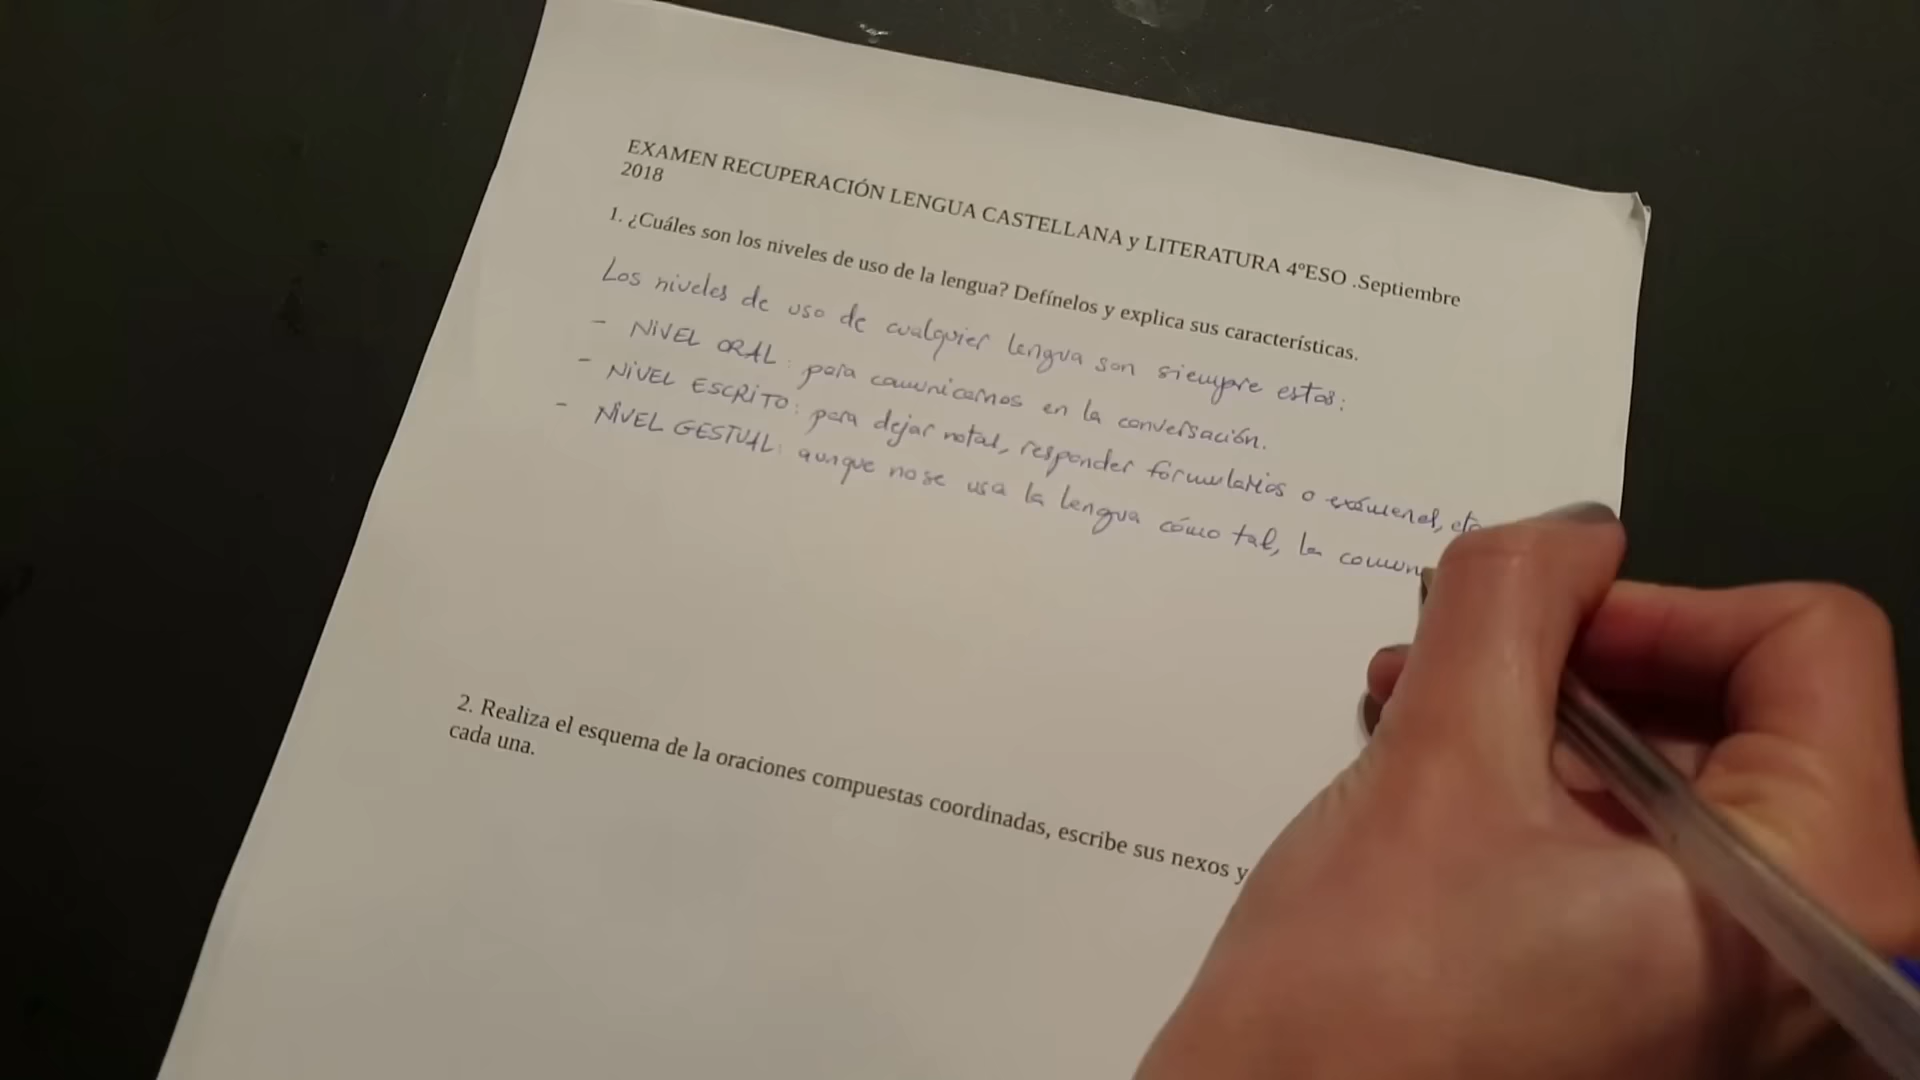 EXAMEN RECUPERACIÓN LENGUA CASTELLANA y LITERATURA 4ºESO .Septiembre
2018
1. ¿Cuáles son los niveles de uso de la lengua? Defínelos y explica sus características.
Los niveles de uso de cualquier lengua son siempre estos:
- NIVEL ORAL: para comunicarnos en la conversación.
- NIVEL ESCRITO: para dejar notas, responder formularios o exámenes, etc
- NIVEL GESTUAL: aunque no se usa la lengua cómo tal, la comun
2. Realiza el esquema de la oraciones compuestas coordinadas, escribe sus nexos y
cada una.